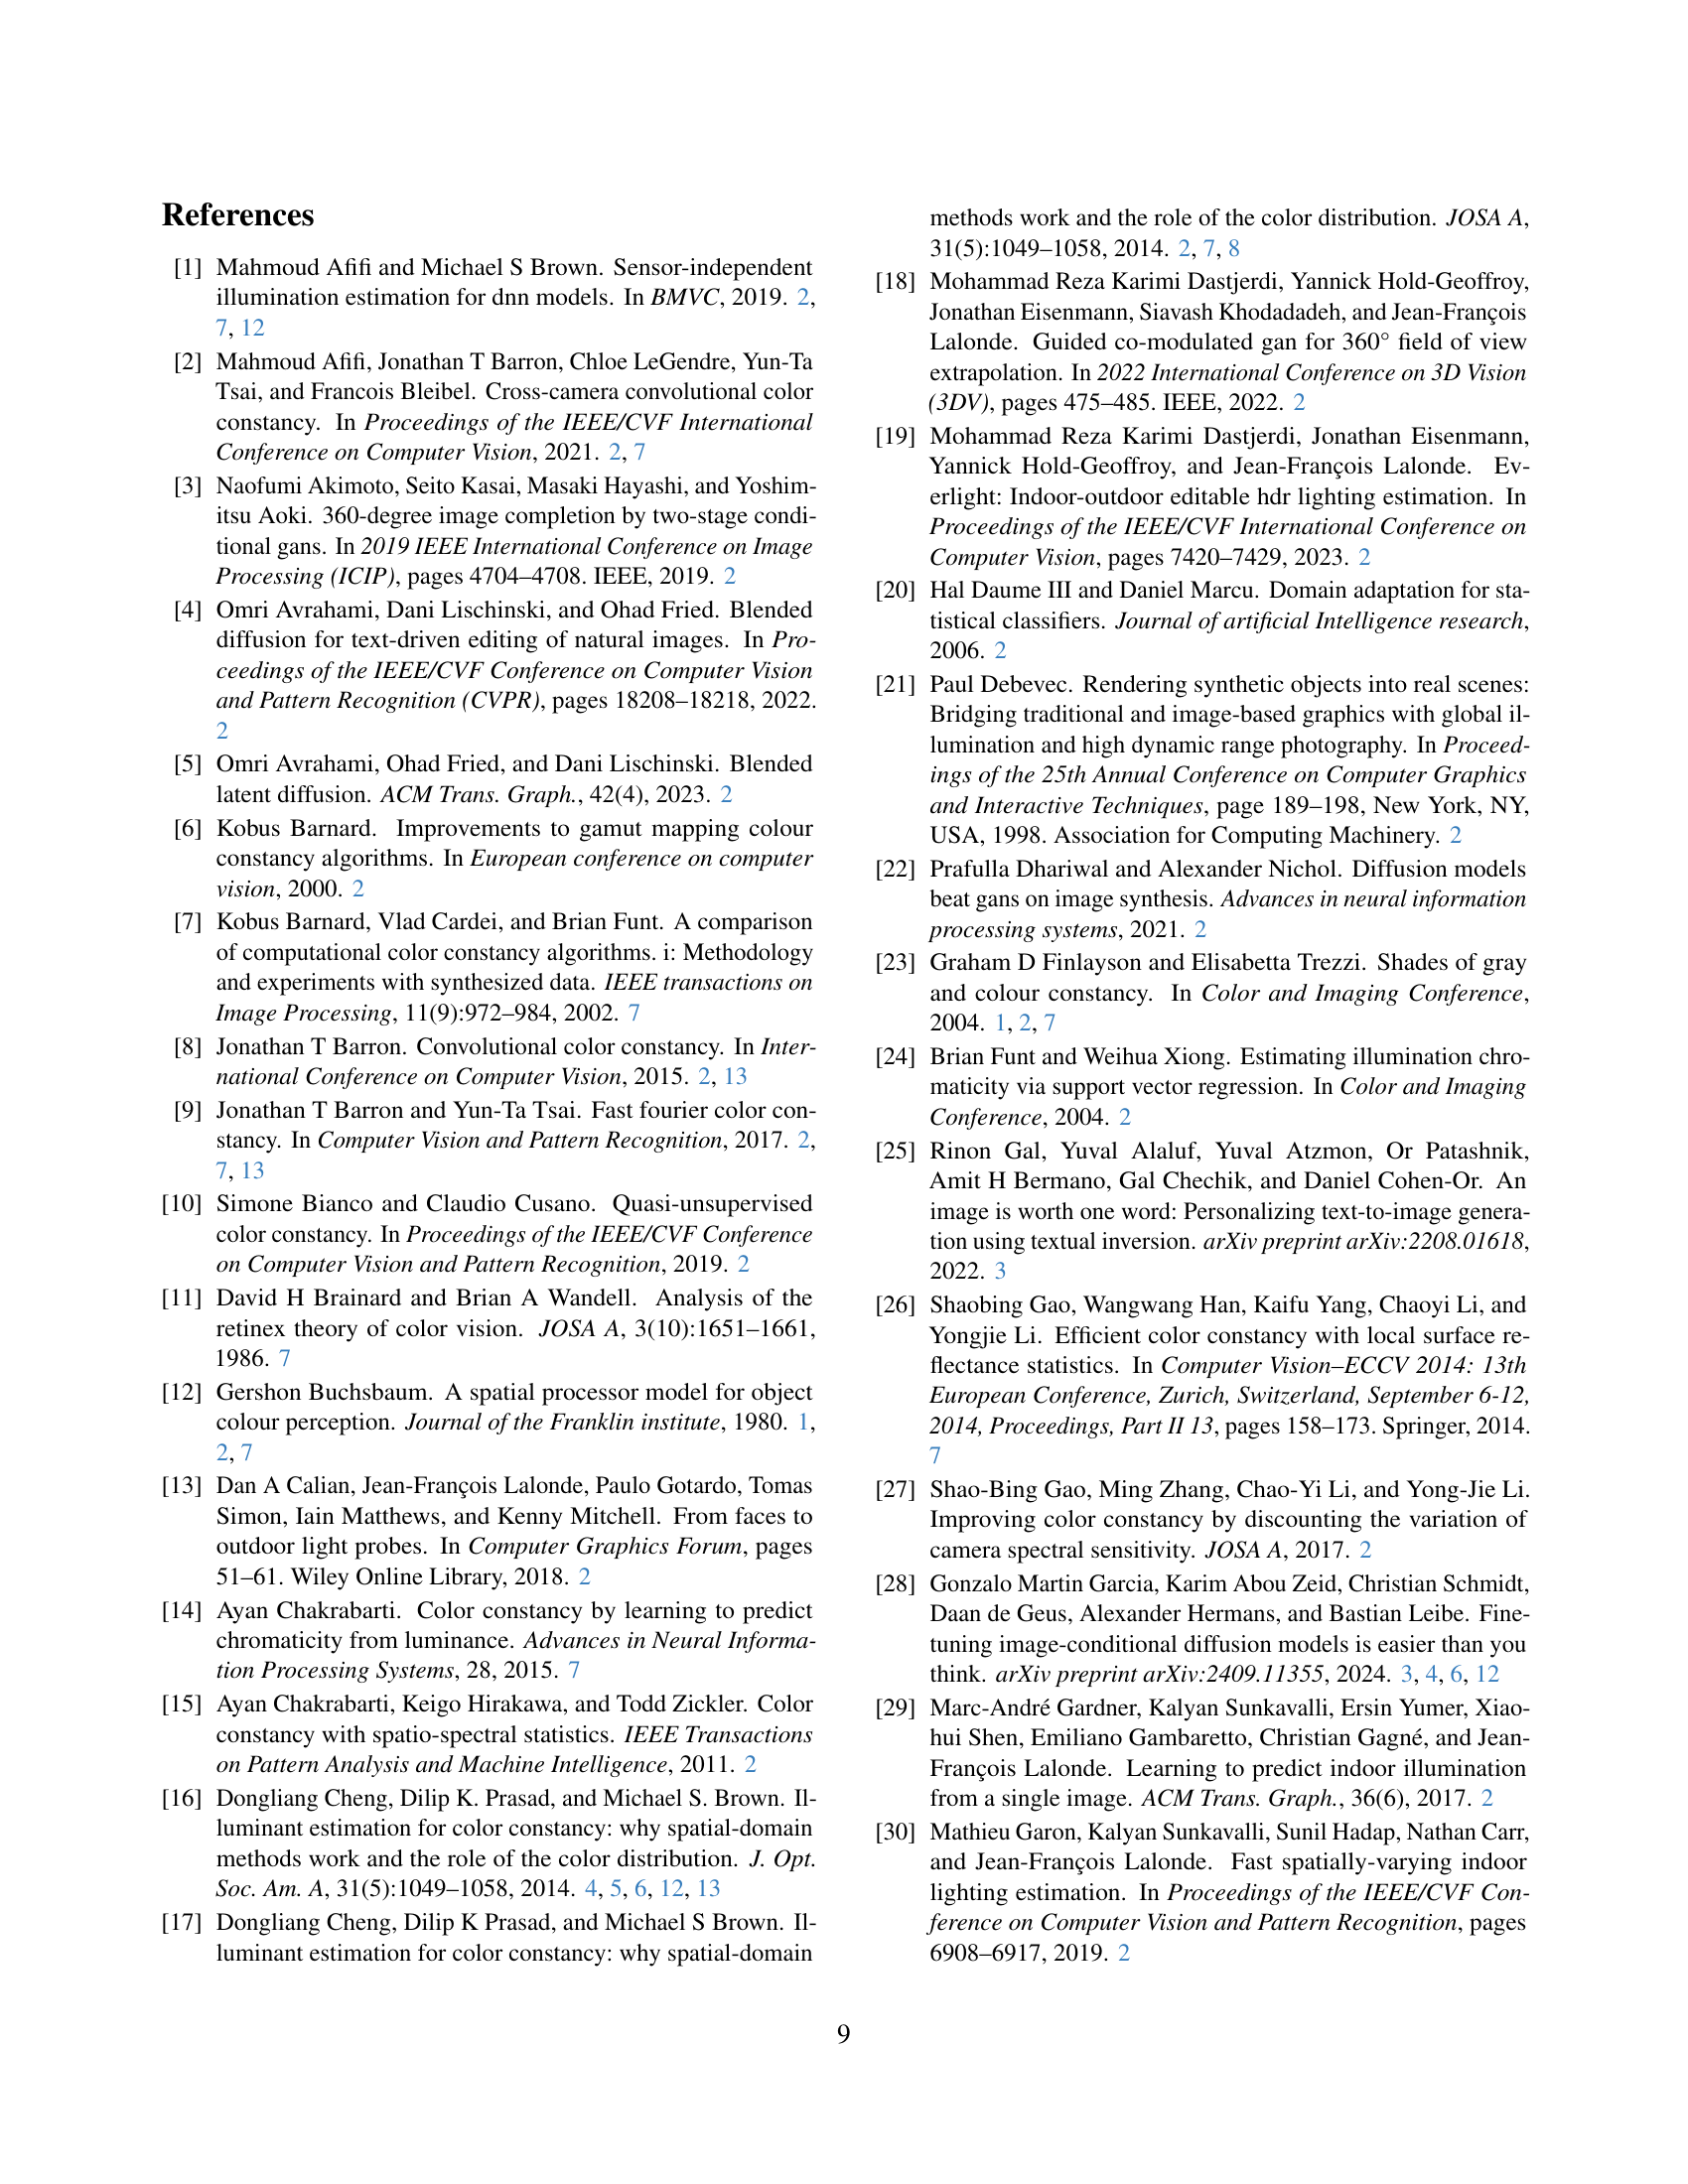 References
[1] Mahmoud Afifi and Michael S Brown. Sensor-independent
illumination estimation for dnn models. In BMVC, 2019. 2,
7, 12
[2] Mahmoud Afifi, Jonathan T Barron, Chloe LeGendre, Yun-Ta
Tsai, and Francois Bleibel. Cross-camera convolutional color
constancy. In Proceedings of the IEEE/CVF International
Conference on Computer Vision, 2021. 2, 7
[3] Naofumi Akimoto, Seito Kasai, Masaki Hayashi, and Yoshim-
itsu Aoki. 360-degree image completion by two-stage condi-
tional gans. In 2019 IEEE International Conference on Image
Processing (ICIP), pages 4704–4708. IEEE, 2019. 2
[4] Omri Avrahami, Dani Lischinski, and Ohad Fried. Blended
diffusion for text-driven editing of natural images. In Pro-
ceedings of the IEEE/CVF Conference on Computer Vision
and Pattern Recognition (CVPR), pages 18208–18218, 2022.
2
[5] Omri Avrahami, Ohad Fried, and Dani Lischinski. Blended
latent diffusion. ACM Trans. Graph., 42(4), 2023. 2
[6] Kobus Barnard. Improvements to gamut mapping colour
constancy algorithms. In European conference on computer
vision, 2000. 2
[7] Kobus Barnard, Vlad Cardei, and Brian Funt. A comparison
of computational color constancy algorithms. i: Methodology
and experiments with synthesized data. IEEE transactions on
Image Processing, 11(9):972–984, 2002. 7
[8] Jonathan T Barron. Convolutional color constancy. In Inter-
national Conference on Computer Vision, 2015. 2, 13
[9] Jonathan T Barron and Yun-Ta Tsai. Fast fourier color con-
stancy. In Computer Vision and Pattern Recognition, 2017. 2,
7, 13
[10] Simone Bianco and Claudio Cusano. Quasi-unsupervised
color constancy. In Proceedings of the IEEE/CVF Conference
on Computer Vision and Pattern Recognition, 2019. 2
[11] David H Brainard and Brian A Wandell. Analysis of the
retinex theory of color vision. JOSA A, 3(10):1651–1661,
1986. 7
[12] Gershon Buchsbaum. A spatial processor model for object
colour perception. Journal of the Franklin institute, 1980. 1,
2, 7
[13] Dan A Calian, Jean-François Lalonde, Paulo Gotardo, Tomas
Simon, Iain Matthews, and Kenny Mitchell. From faces to
outdoor light probes. In Computer Graphics Forum, pages
51–61. Wiley Online Library, 2018. 2
[14] Ayan Chakrabarti. Color constancy by learning to predict
chromaticity from luminance. Advances in Neural Informa-
tion Processing Systems, 28, 2015. 7
[15] Ayan Chakrabarti, Keigo Hirakawa, and Todd Zickler. Color
constancy with spatio-spectral statistics. IEEE Transactions
on Pattern Analysis and Machine Intelligence, 2011. 2
[16] Dongliang Cheng, Dilip K. Prasad, and Michael S. Brown. Il-
luminant estimation for color constancy: why spatial-domain
methods work and the role of the color distribution. J. Opt.
Soc. Am. A, 31(5):1049–1058, 2014. 4, 5, 6, 12, 13
[17] Dongliang Cheng, Dilip K Prasad, and Michael S Brown. Il-
luminant estimation for color constancy: why spatial-domain
methods work and the role of the color distribution. JOSA A,
31(5):1049–1058, 2014. 2, 7, 8
[18] Mohammad Reza Karimi Dastjerdi, Yannick Hold-Geoffroy,
Jonathan Eisenmann, Siavash Khodadadeh, and Jean-François
Lalonde. Guided co-modulated gan for 360° field of view
extrapolation. In 2022 International Conference on 3D Vision
(3DV), pages 475–485. IEEE, 2022. 2
[19] Mohammad Reza Karimi Dastjerdi, Jonathan Eisenmann,
Yannick Hold-Geoffroy, and Jean-François Lalonde. Ev-
erlight: Indoor-outdoor editable hdr lighting estimation. In
Proceedings of the IEEE/CVF International Conference on
Computer Vision, pages 7420–7429, 2023. 2
[20] Hal Daume III and Daniel Marcu. Domain adaptation for sta-
tistical classifiers. Journal of artificial Intelligence research,
2006. 2
[21] Paul Debevec. Rendering synthetic objects into real scenes:
Bridging traditional and image-based graphics with global il-
lumination and high dynamic range photography. In Proceed-
ings of the 25th Annual Conference on Computer Graphics
and Interactive Techniques, page 189–198, New York, NY,
USA, 1998. Association for Computing Machinery. 2
[22] Prafulla Dhariwal and Alexander Nichol. Diffusion models
beat gans on image synthesis. Advances in neural information
processing systems, 2021. 2
[23] Graham D Finlayson and Elisabetta Trezzi. Shades of gray
and colour constancy. In Color and Imaging Conference,
2004. 1, 2, 7
[24] Brian Funt and Weihua Xiong. Estimating illumination chro-
maticity via support vector regression. In Color and Imaging
Conference, 2004. 2
[25] Rinon Gal, Yuval Alaluf, Yuval Atzmon, Or Patashnik,
Amit H Bermano, Gal Chechik, and Daniel Cohen-Or. An
image is worth one word: Personalizing text-to-image genera-
tion using textual inversion. arXiv preprint arXiv:2208.01618,
2022. 3
[26] Shaobing Gao, Wangwang Han, Kaifu Yang, Chaoyi Li, and
Yongjie Li. Efficient color constancy with local surface re-
flectance statistics. In Computer Vision–ECCV 2014: 13th
European Conference, Zurich, Switzerland, September 6-12,
2014, Proceedings, Part II 13, pages 158–173. Springer, 2014.
7
[27] Shao-Bing Gao, Ming Zhang, Chao-Yi Li, and Yong-Jie Li.
Improving color constancy by discounting the variation of
camera spectral sensitivity. JOSA A, 2017. 2
[28] Gonzalo Martin Garcia, Karim Abou Zeid, Christian Schmidt,
Daan de Geus, Alexander Hermans, and Bastian Leibe. Fine-
tuning image-conditional diffusion models is easier than you
think. arXiv preprint arXiv:2409.11355, 2024. 3, 4, 6, 12
[29] Marc-André Gardner, Kalyan Sunkavalli, Ersin Yumer, Xiao-
hui Shen, Emiliano Gambaretto, Christian Gagné, and Jean-
François Lalonde. Learning to predict indoor illumination
from a single image. ACM Trans. Graph., 36(6), 2017. 2
[30] Mathieu Garon, Kalyan Sunkavalli, Sunil Hadap, Nathan Carr,
and Jean-François Lalonde. Fast spatially-varying indoor
lighting estimation. In Proceedings of the IEEE/CVF Con-
ference on Computer Vision and Pattern Recognition, pages
6908–6917, 2019. 2
9